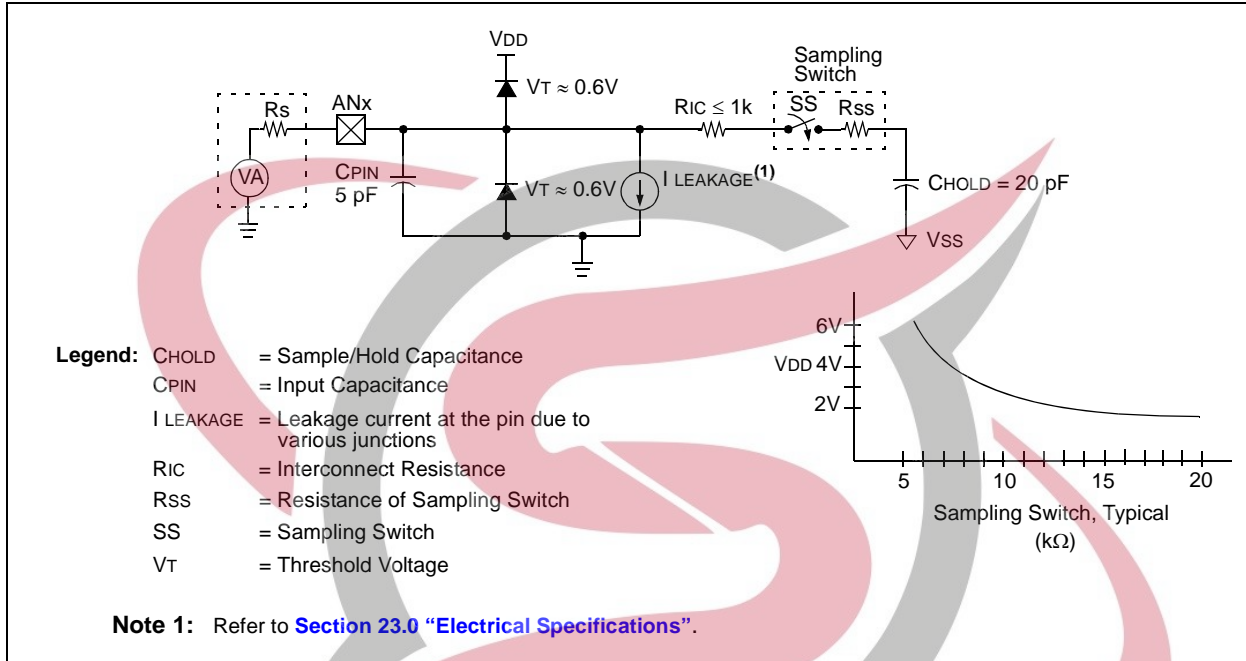 VDD
Sampling
Switch
VT ≈ 0.6V
Rs
ANx
RIC ≤ 1k
SS
RSS
VA
CPIN
5 pF
VT ≈ 0.6V
I LEAKAGE(1)
CHOLD = 20 pF
VSS
6V
VDD 4V
2V
5 10 15 20
Sampling Switch, Typical
(kΩ)
Legend: CHOLD = Sample/Hold Capacitance
CPIN = Input Capacitance
I LEAKAGE = Leakage current at the pin due to
various junctions
RIC = Interconnect Resistance
RSS = Resistance of Sampling Switch
SS = Sampling Switch
VT = Threshold Voltage
Note 1: Refer to Section 23.0 “Electrical Specifications”.